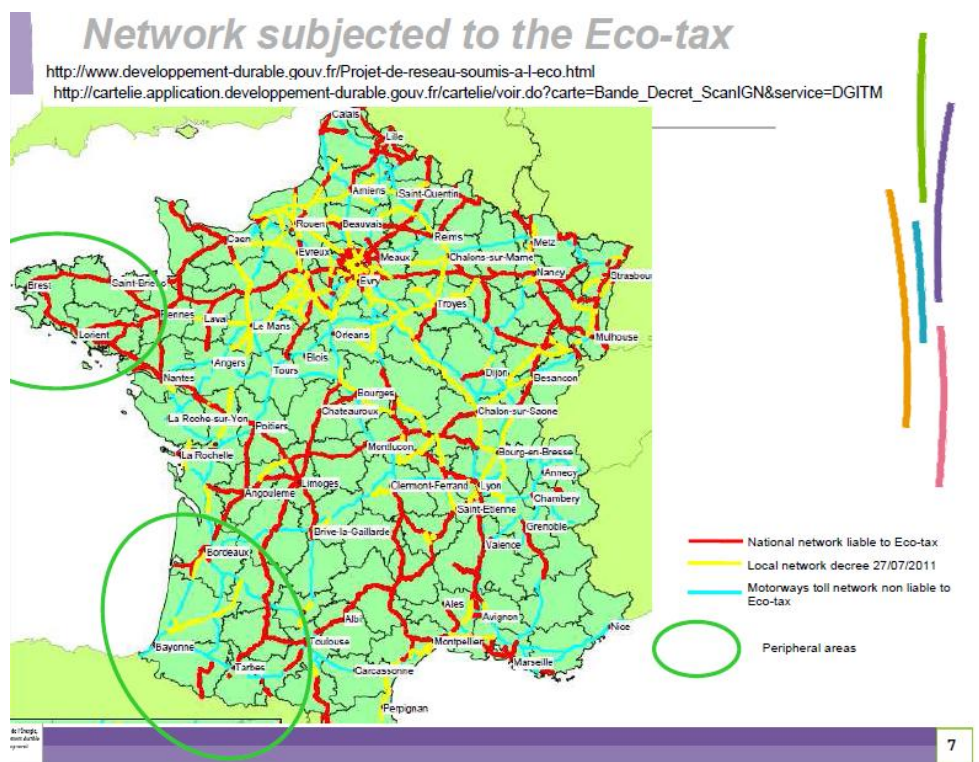 Network subjected to the Eco-tax
http://www.developpement-durable.gouv.fr/Projet-de-reseau-soumis-a-l-eco.html
http://cartelie.application.developpement-durable.gouv.fr/cartelie/voir.do?carte=Bande_Decret_ScanIGN&service=DGITM
Calais
Lille
Amiens
Saint-Quentin
Rouen
Beauvais
Caen
Reims
Metz
Evreux
Meaux
Chalons-sur-Marne
Nancy
Strasbou
Brest
Saint-Brieuc
Evry
Troyes
Rennes
Laval
Le Mans
Orleans
Mulhouse
Lorient
Angers
Blois
Tours
Dijon
Besancon
Nantes
Bourges
Chateauroux
Chalon-sur-Saone
La Roche-sur-Yon
Poitiers
Montlucon
Bourg-en-Bresse
La Rochelle
Annecy
Limoges
Clermont-Ferrand
Lyon
Angouleme
Chambery
Saint-Etienne
Grenoble
Brive-la-Gaillarde
Valence
Bordeaux
Ales
Avignon
Albi
Nice
Bayonne
Toulouse
Montpellier
Tarbes
Carcassonne
Marseille
Perpignan
National network liable to Eco-tax
Local network decree 27/07/2011
Motorways toll network non liable to
Eco-tax
Peripheral areas
7